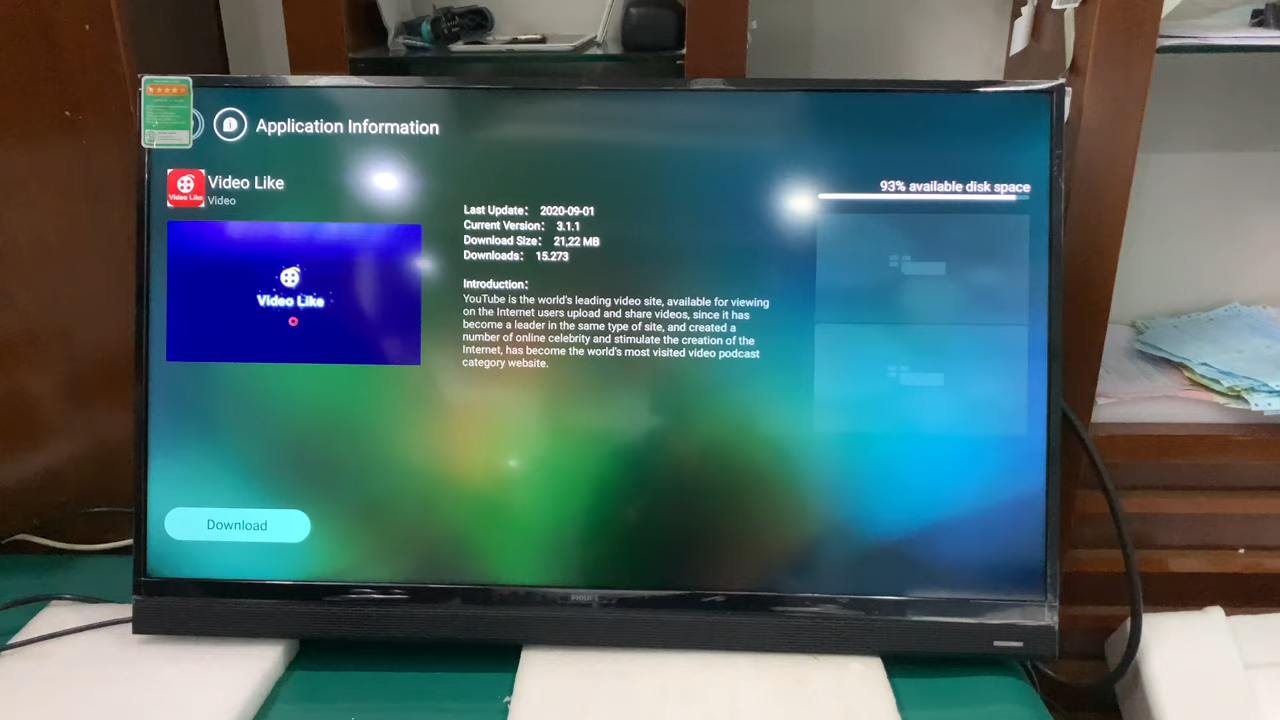 Application Information
Video Like
Video
Video Like
93% available disk space
Last Update: 2020-09-01
Current Version: 3.1.1
Download Size: 21,22 MB
Downloads: 15.273
Video Like
Introduction:
YouTube is the world's leading video site, available for viewing
on the Internet users upload and share videos, since it has
become a leader in the same type of site, and created a
number of online celebrity and stimulate the creation of the
Internet, has become the world's most visited video podcast
category website.
Download
PHILIPS